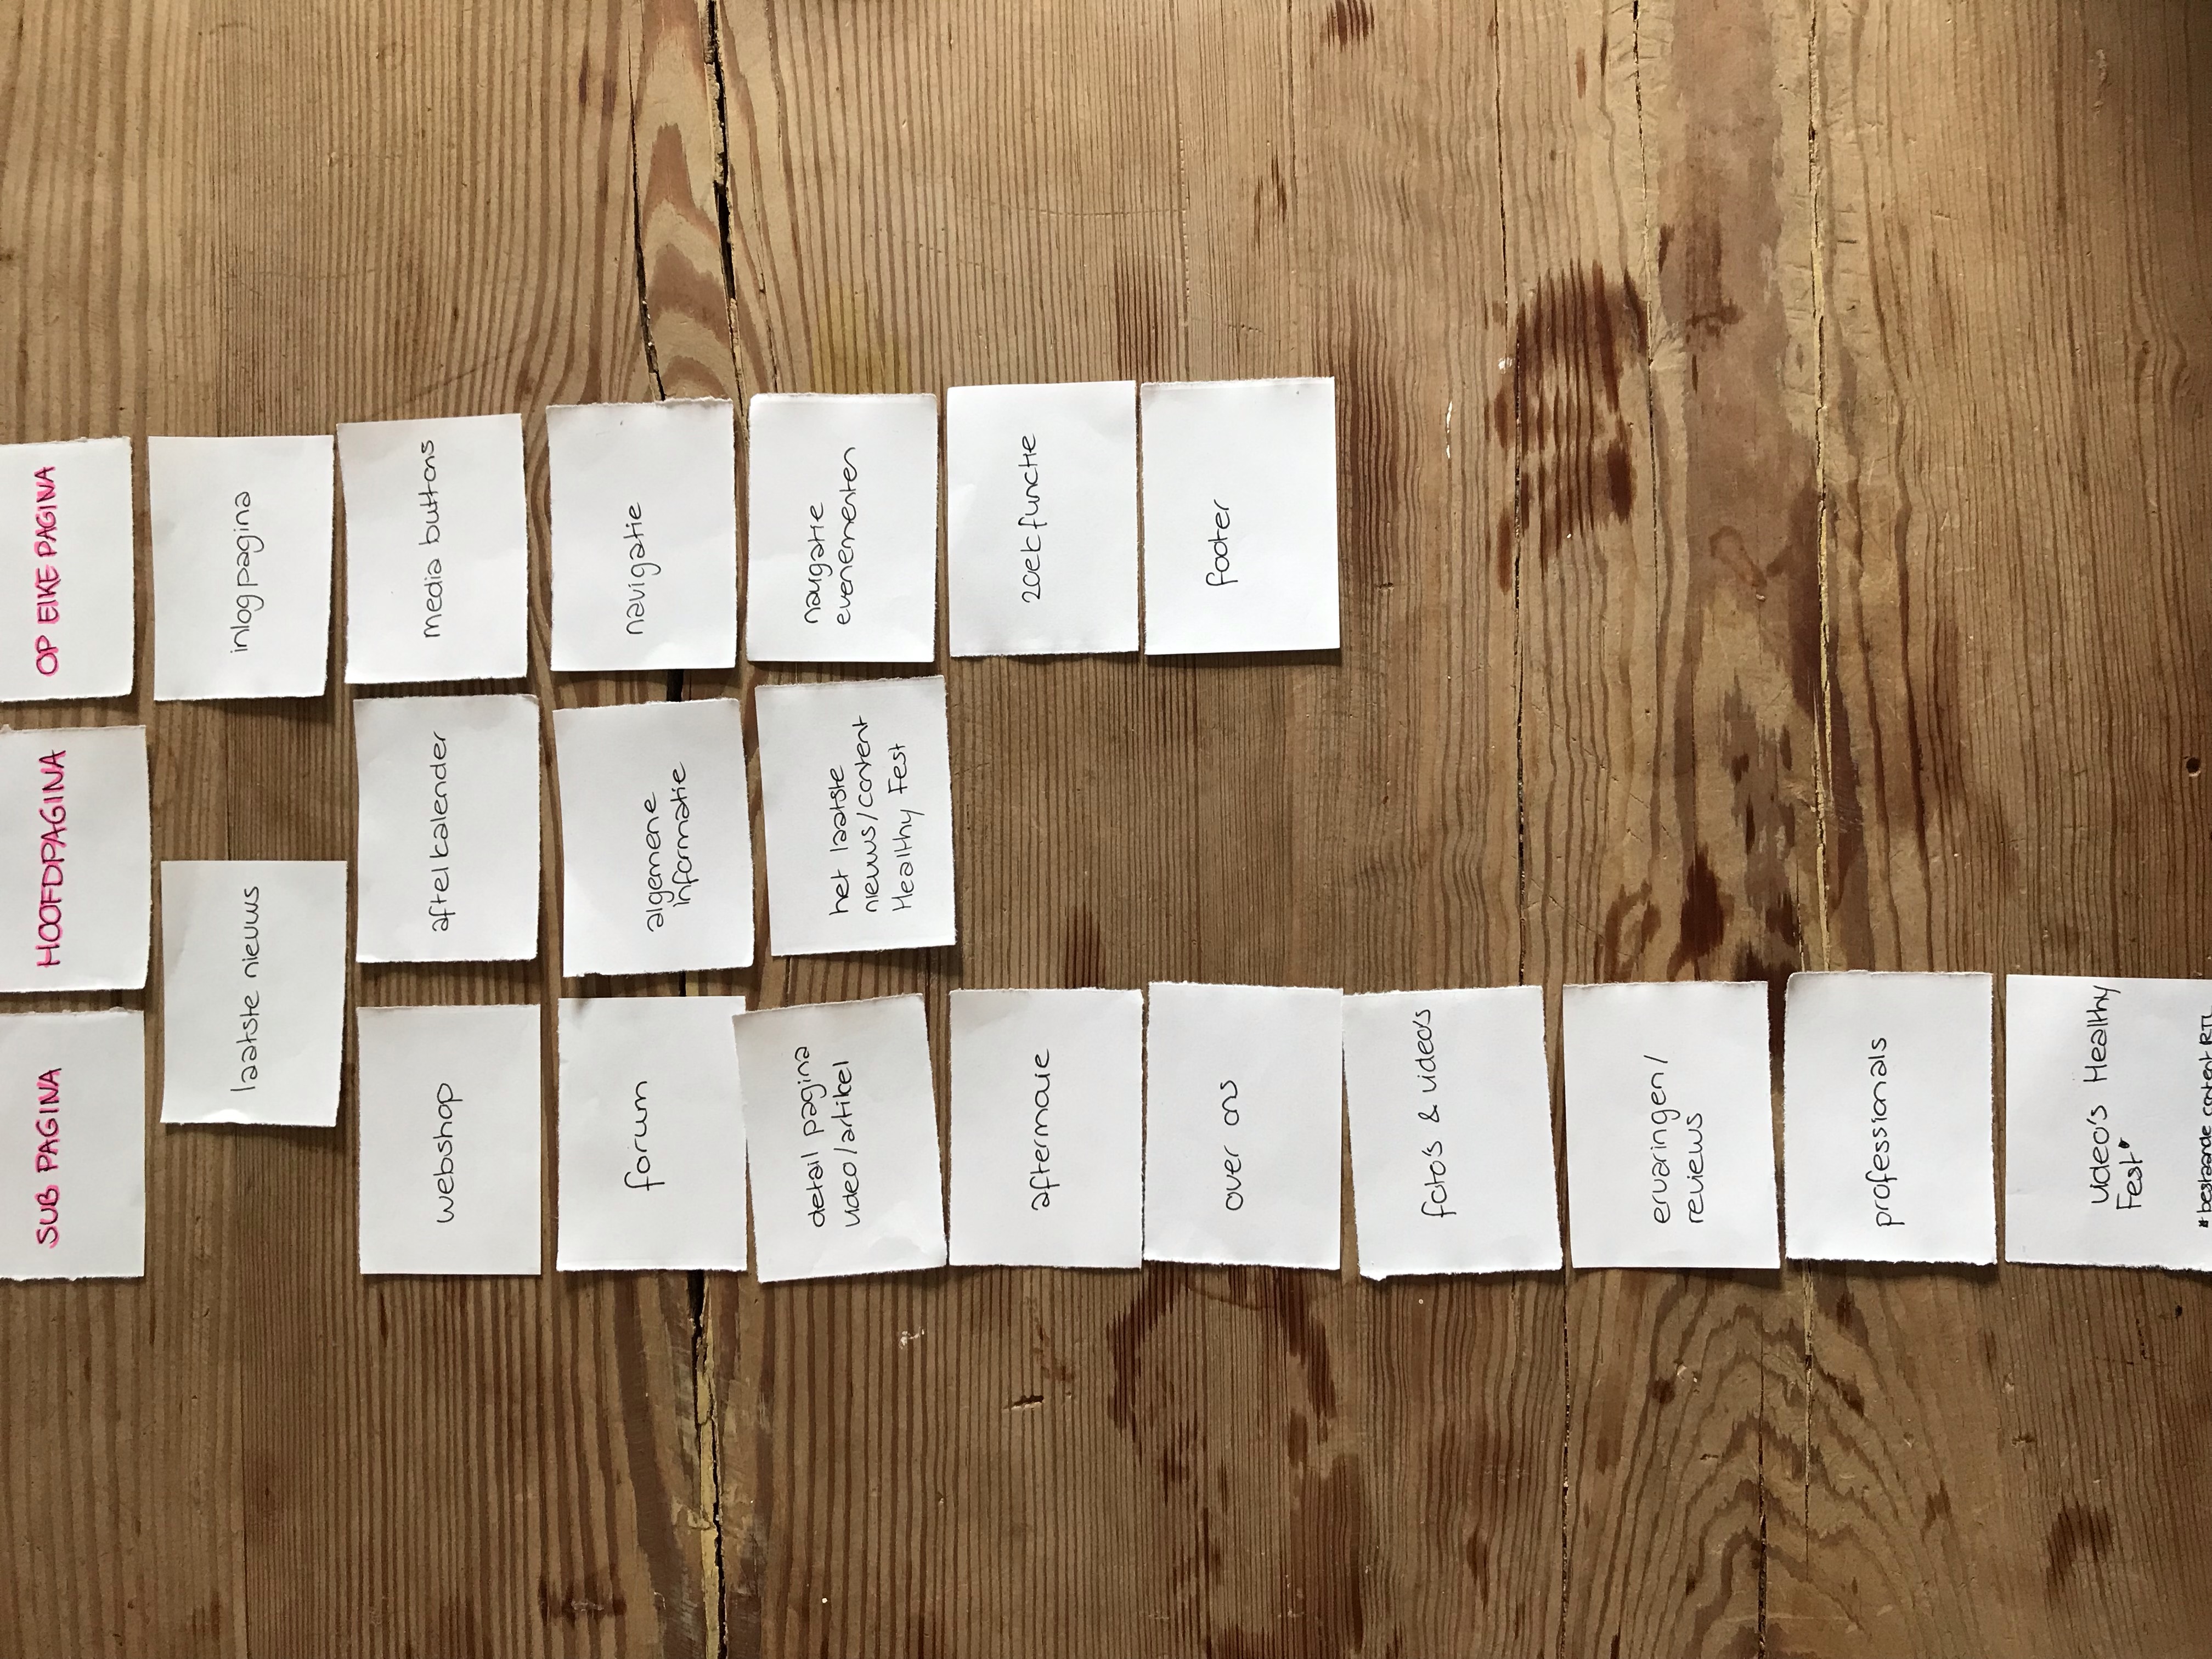 SUB PAGINA
HOOFDPAGINA
OP ELKE PAGINA
laatste nieuws
inlog pagina
webshop
aftel kalender
media buttons
forum
algemene
informatie
navigatie
detail pagina
video/artikel
het laatste
nieuws/content
Healthy Fest
navigatie
evenementen
aftermovie
zoek functie
over ons
footer
foto's & video's
ervaringen/
reviews
professionals
video's Healthy
Fest*
*bestaande content RTL